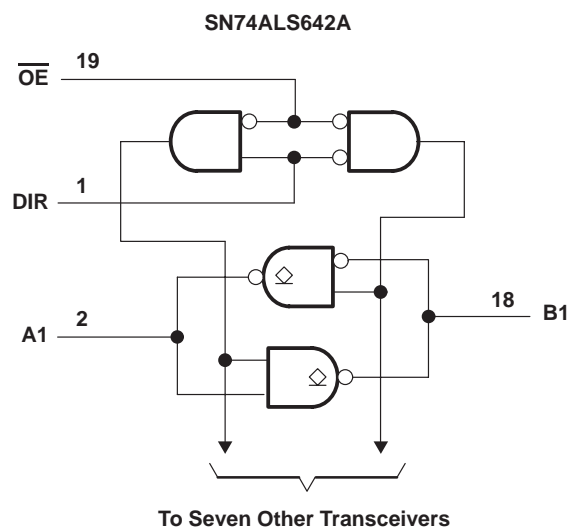 SN74ALS642A
OE 19
DIR 1
A1 2
18 B1
To Seven Other Transceivers